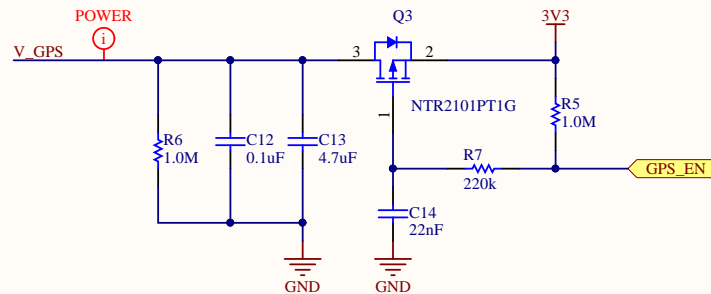 POWER
i
V_GPS
Q3
3
2
1
NTR2101PT1G
3V3
R5
1.0M
R6
1.0M
C12
0.1uF
C13
4.7uF
R7
220k
GPS_EN
C14
22nF
GND
GND